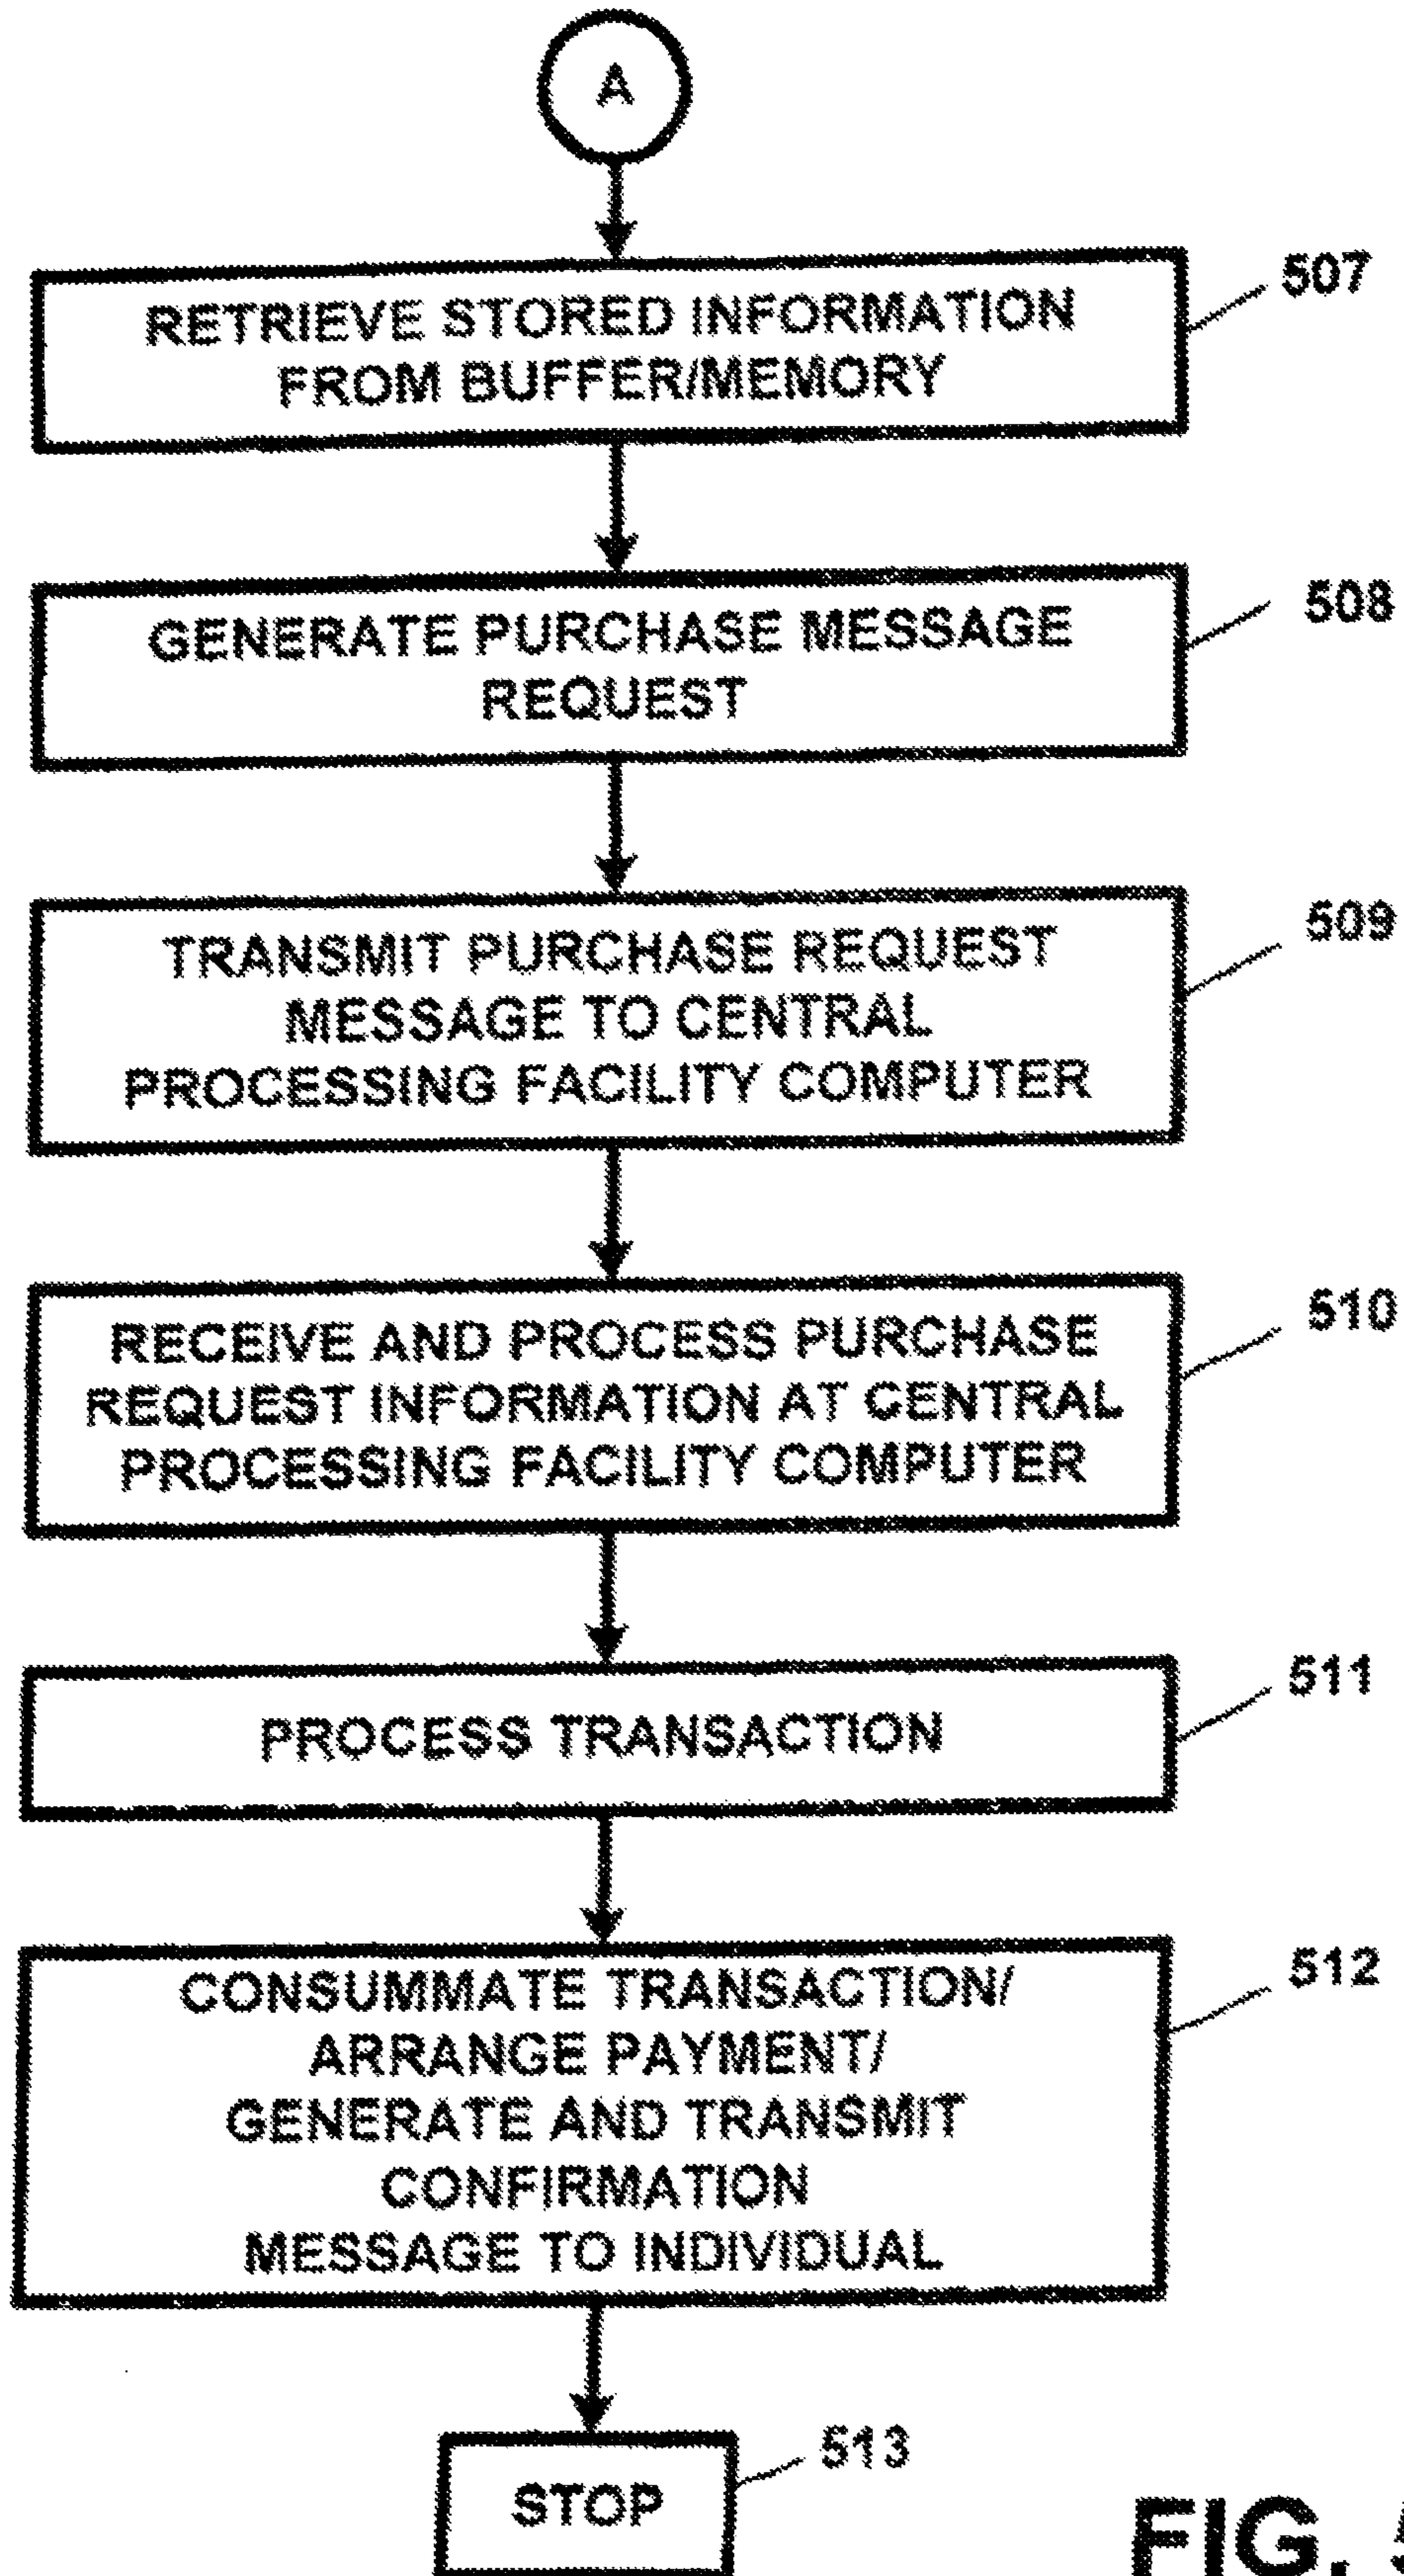 A
RETRIEVE STORED INFORMATION
FROM BUFFER/MEMORY
507
GENERATE PURCHASE MESSAGE
REQUEST
508
TRANSMIT PURCHASE REQUEST
MESSAGE TO CENTRAL
PROCESSING FACILITY COMPUTER
509
RECEIVE AND PROCESS PURCHASE
REQUEST INFORMATION AT CENTRAL
PROCESSING FACILITY COMPUTER
510
PROCESS TRANSACTION
511
CONSUMMATE TRANSACTION/
ARRANGE PAYMENT/
GENERATE AND TRANSMIT
CONFIRMATION
MESSAGE TO INDIVIDUAL
512
STOP
513
FIG.